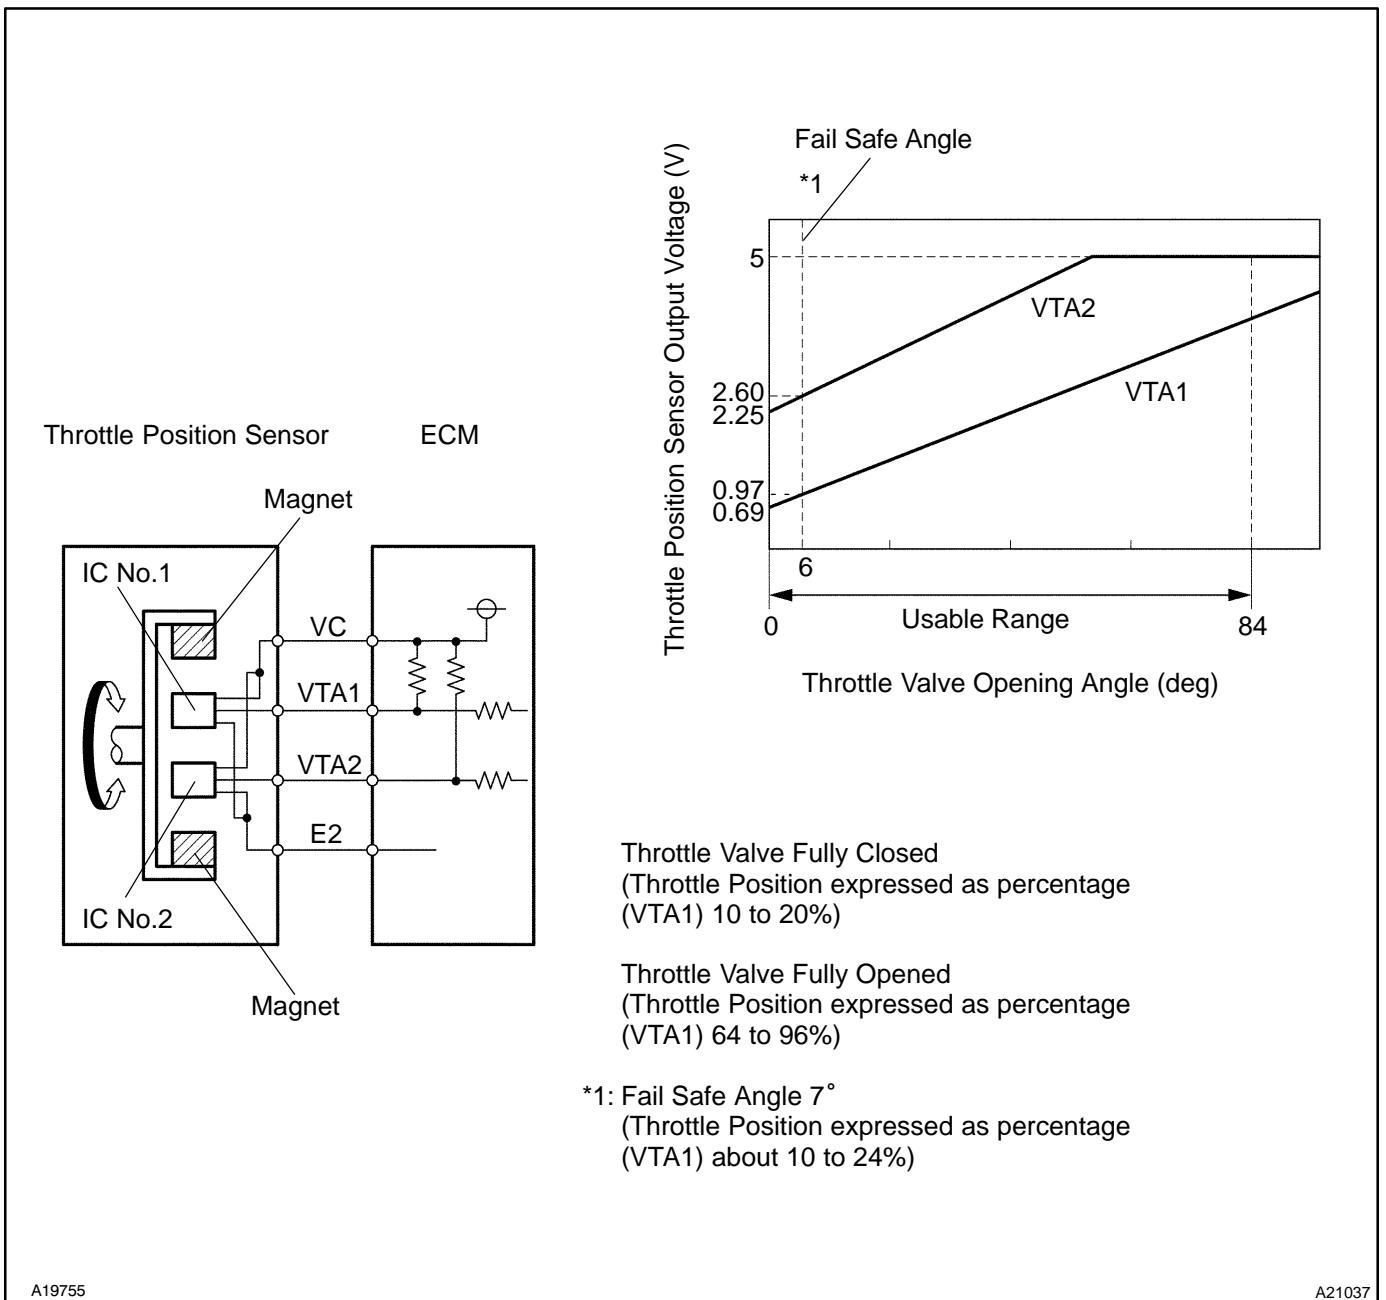 Fail Safe Angle
*1
Throttle Position Sensor Output Voltage (V)
5
VTA2
2.60
2.25
VTA1
0.97
0.69
6
Usable Range
0
84
Throttle Valve Opening Angle (deg)
Throttle Position Sensor
ECM
Magnet
IC No.1
VC
VTA1
VTA2
E2
IC No.2
Magnet
Throttle Valve Fully Closed
(Throttle Position expressed as percentage
(VTA1) 10 to 20%)
Throttle Valve Fully Opened
(Throttle Position expressed as percentage
(VTA1) 64 to 96%)
*1: Fail Safe Angle 7°
(Throttle Position expressed as percentage
(VTA1) about 10 to 24%)
A19755
A21037